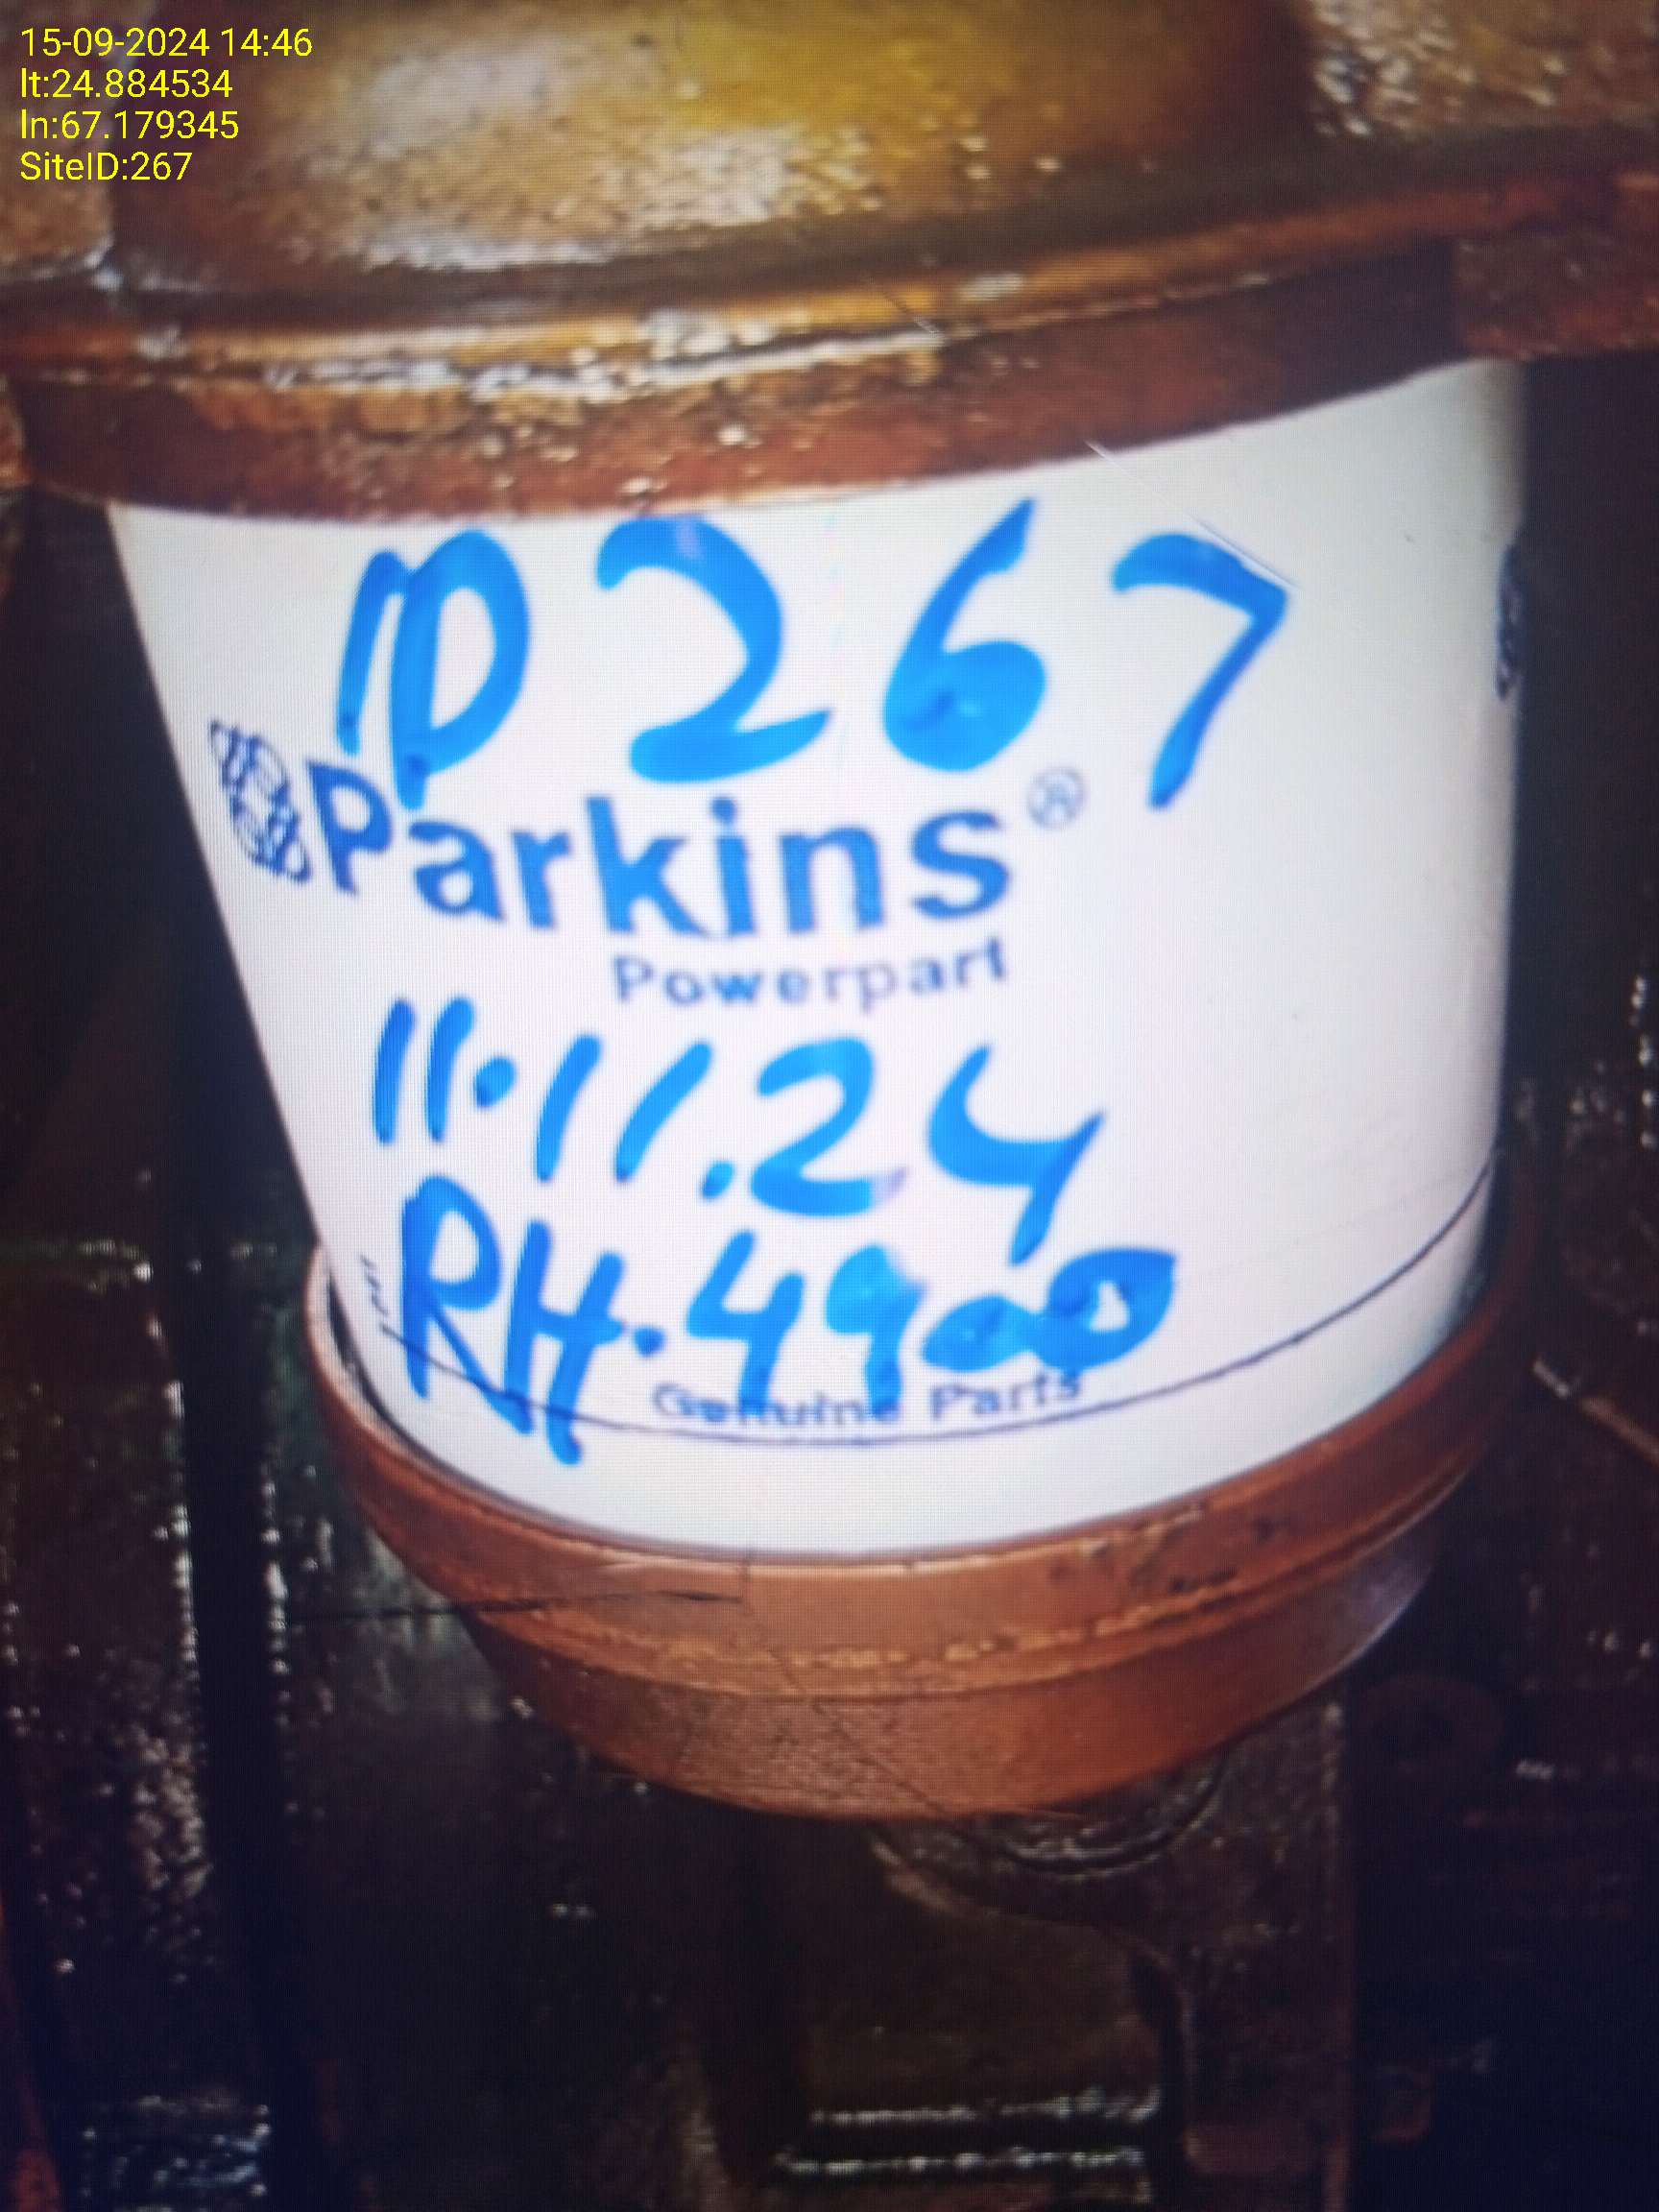 15-09-2024 14:46
lt:24.884534
ln:67.179345
SiteID:267
ID 267
Parkins®
Powerpart
11.11.24
RH.4900
Genuine Parts